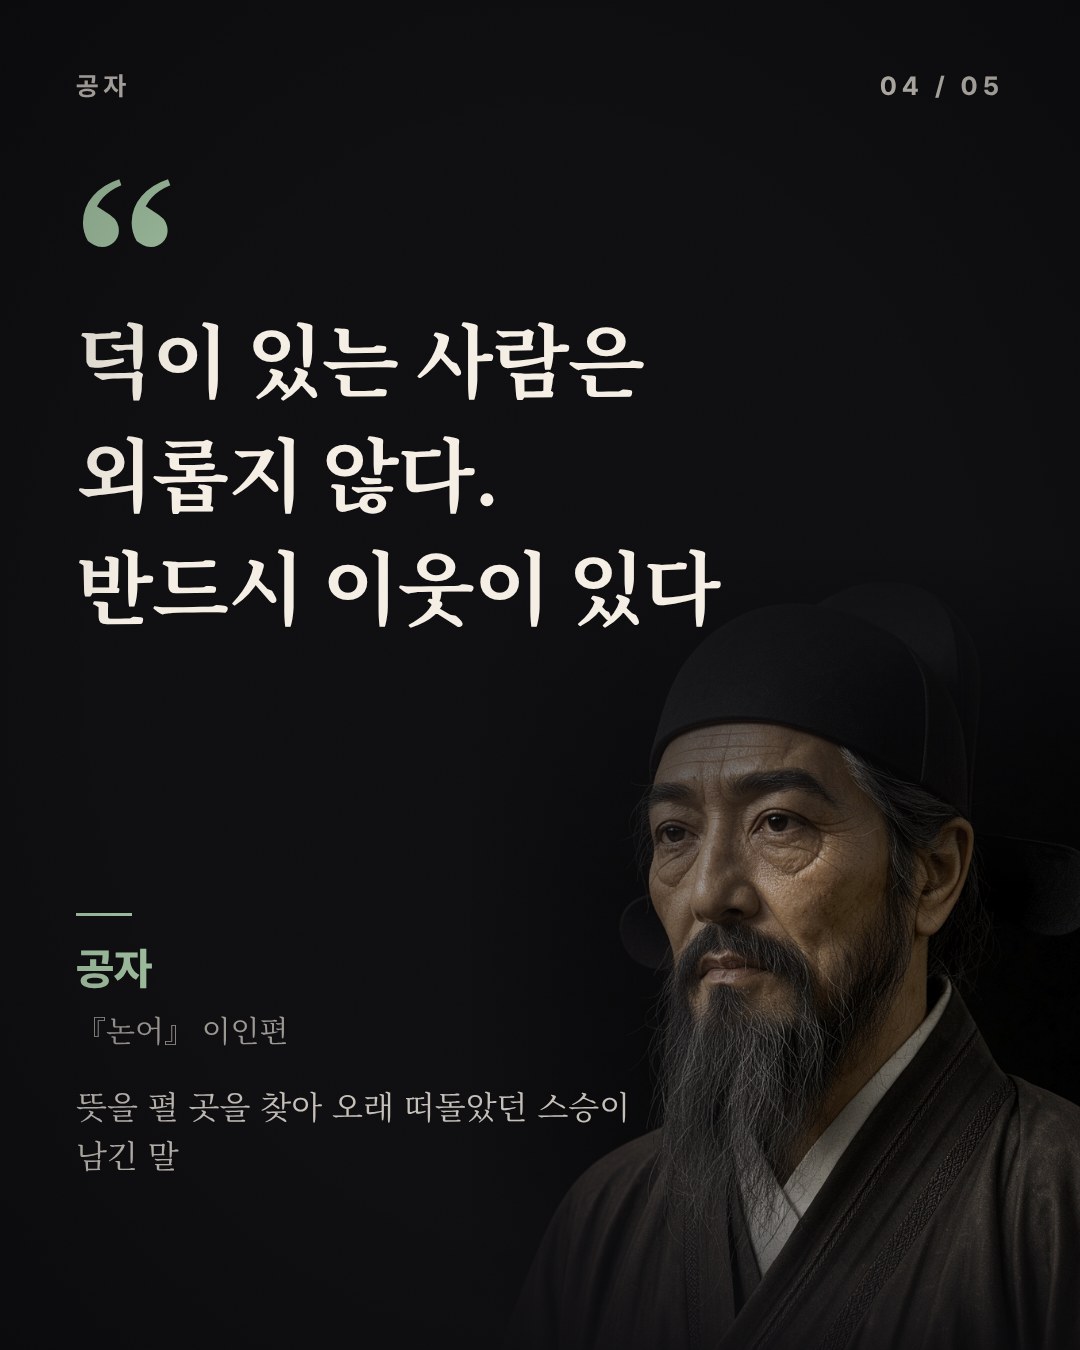 공자
04 / 05
“
덕이 있는 사람은
외롭지 않다.
반드시 이웃이 있다
공자
『논어』 이인편
뜻을 펼 곳을 찾아 오래 떠돌았던 스승이
남긴 말